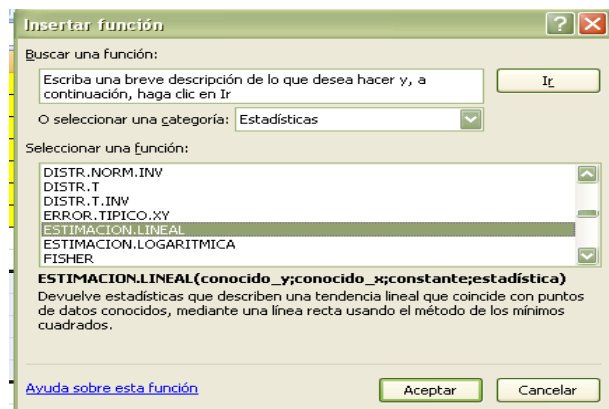 Insertar función
Buscar una función:
Escriba una breve descripción de lo que desea hacer y, a
continuación, haga clic en Ir
Ir
O seleccionar una categoría: Estadísticas
Seleccionar una función:
DISTR.NORM.INV
DISTR.T
DISTR.T.INV
ERROR.TIPICO.XY
ESTIMACION.LINEAL
ESTIMACION.LOGARITMICA
FISHER
ESTIMACION.LINEAL(conocido_y;conocido_x;constante;estadística)
Devuelve estadísticas que describen una tendencia lineal que coincide con puntos
de datos conocidos, mediante una línea recta usando el método de los mínimos
cuadrados.
Ayuda sobre esta función
Aceptar
Cancelar